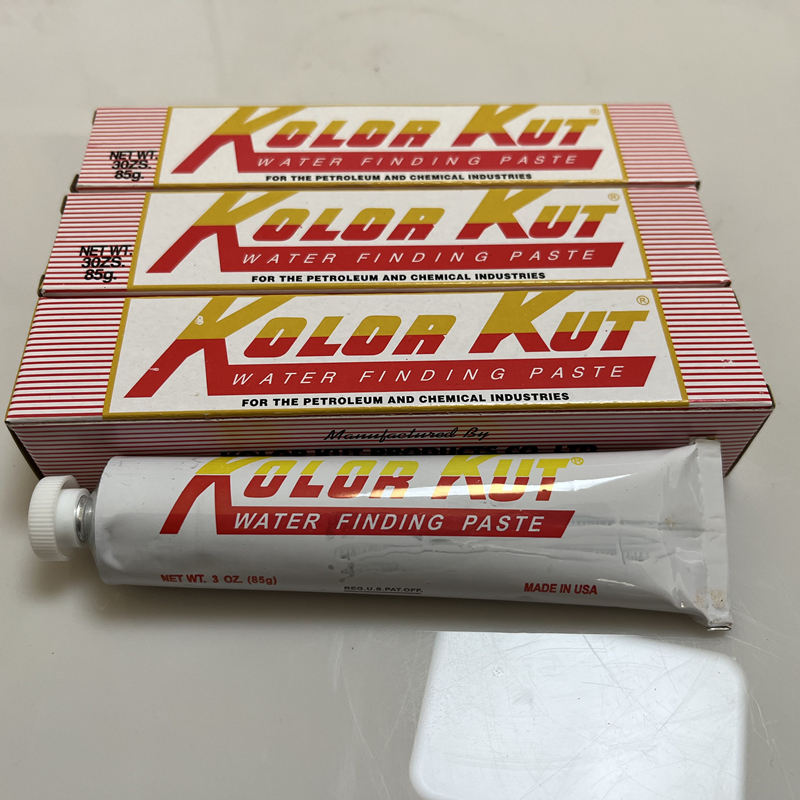 KOLOR KUT®
WATER FINDING PASTE
FOR THE PETROLEUM AND CHEMICAL INDUSTRIES
NET WT.
3OZS.
85g.
KOLOR KUT®
WATER FINDING PASTE
FOR THE PETROLEUM AND CHEMICAL INDUSTRIES
NET WT.
3OZS.
85g.
KOLOR KUT®
WATER FINDING PASTE
FOR THE PETROLEUM AND CHEMICAL INDUSTRIES
Manufactured By
KOLOR KUT®
WATER FINDING PASTE
NET WT. 3 OZ. (85g)
REG.U.S.PAT.OFF.
MADE IN USA